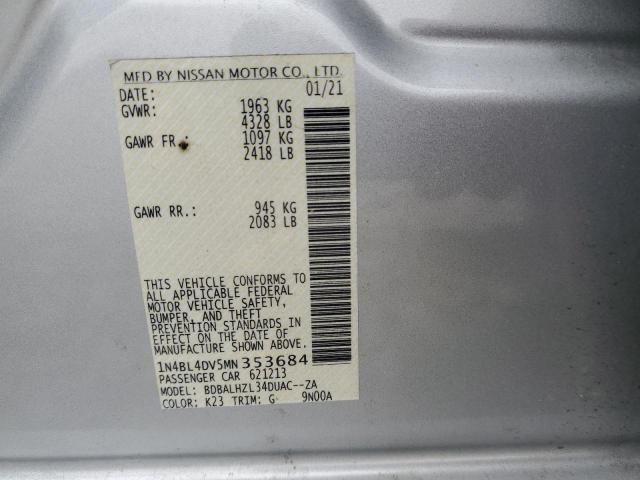 MFD BY NISSAN MOTOR CO., LTD.
DATE: 01/21
GVWR: 1963 KG
4328 LB
GAWR FR.: 1097 KG
2418 LB
GAWR RR.: 945 KG
2083 LB
THIS VEHICLE CONFORMS TO
ALL APPLICABLE FEDERAL
MOTOR VEHICLE SAFETY,
BUMPER, AND THEFT
PREVENTION STANDARDS IN
EFFECT ON THE DATE OF
MANUFACTURE SHOWN ABOVE.
1N4BL4DV5MN353684
PASSENGER CAR 621213
MODEL: BDBALHZL34DUAC--ZA
COLOR: K23 TRIM: G 9N00A